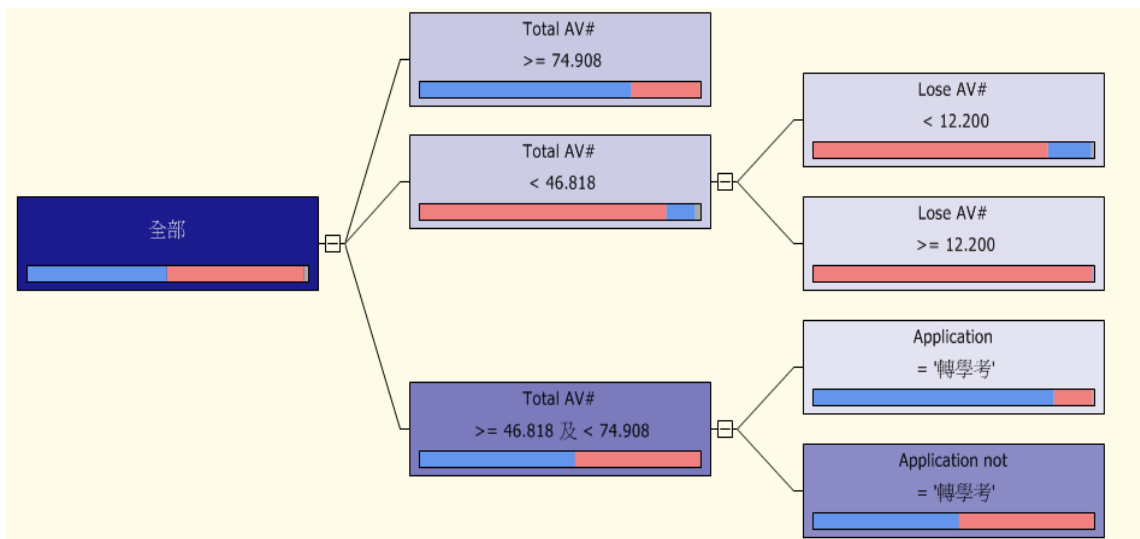 全部
Total AV#
>= 74.908
Total AV#
< 46.818
Lose AV#
< 12.200
Lose AV#
>= 12.200
Total AV#
>= 46.818 及 < 74.908
Application
= '轉學考'
Application not
= '轉學考'